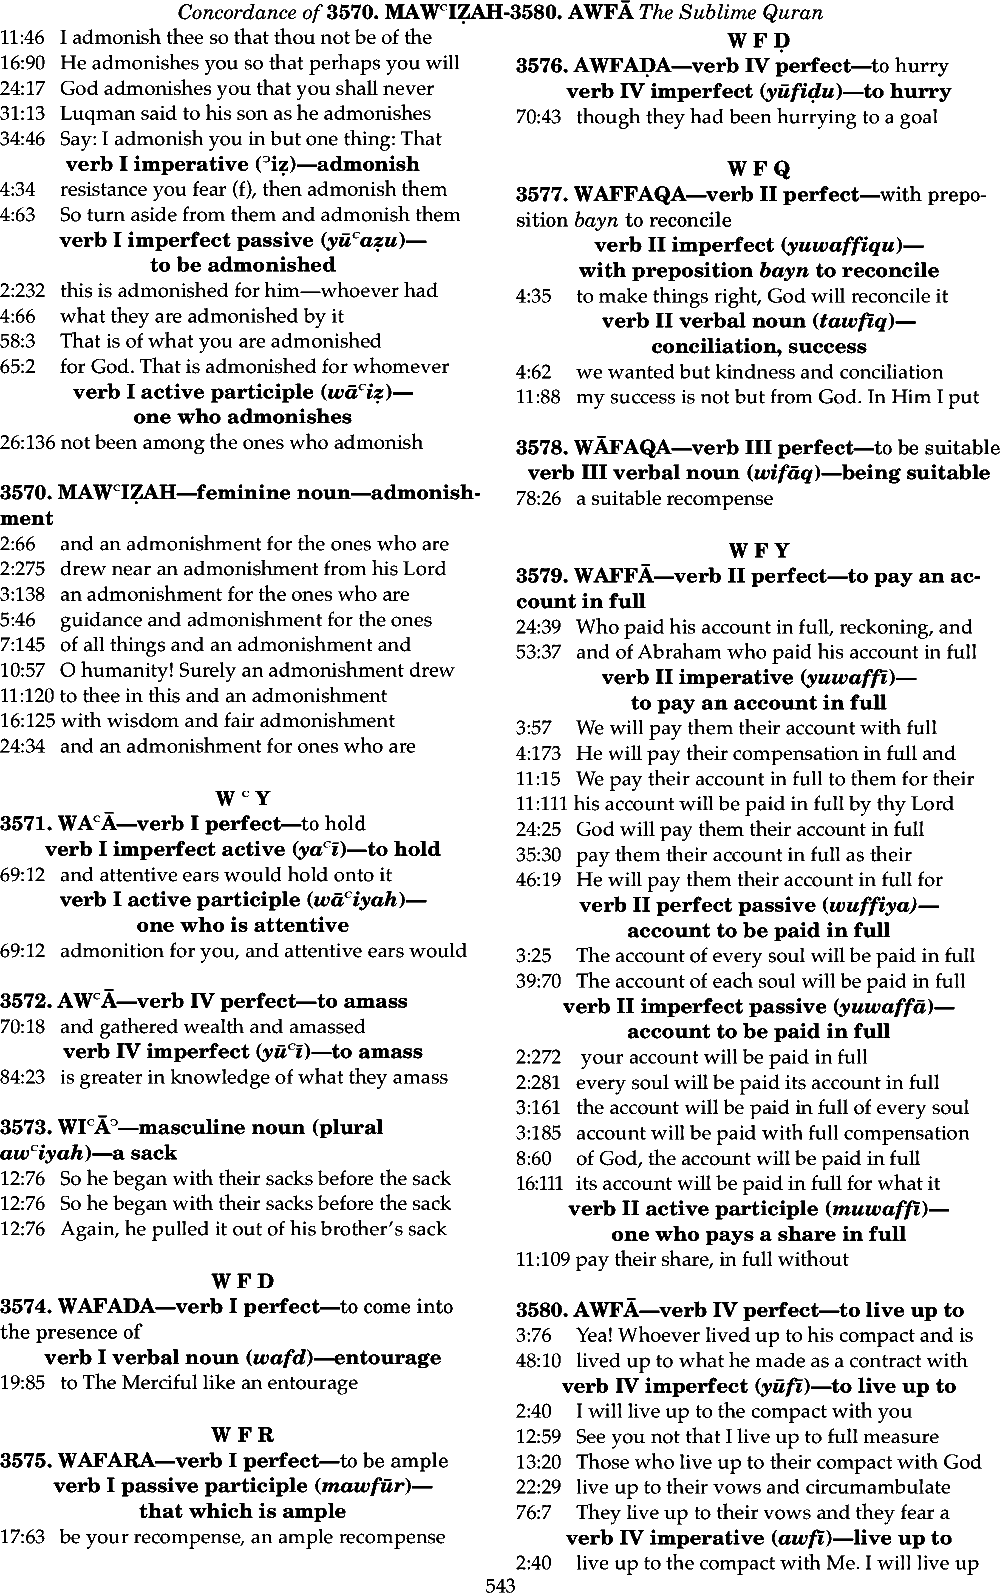 Concordance of 3570. MAWᶜIẒAH-3580. AWFĀ The Sublime Quran
11:46 I admonish thee so that thou not be of the
16:90 He admonishes you so that perhaps you will
24:17 God admonishes you that you shall never
31:13 Luqman said to his son as he admonishes
34:46 Say: I admonish you in but one thing: That
verb I imperative (ᵓiẓ)—admonish
4:34 resistance you fear (f), then admonish them
4:63 So turn aside from them and admonish them
verb I imperfect passive (yūᶜaẓu)—
to be admonished
2:232 this is admonished for him—whoever had
4:66 what they are admonished by it
58:3 That is of what you are admonished
65:2 for God. That is admonished for whomever
verb I active participle (wāᶜiẓ)—
one who admonishes
26:136 not been among the ones who admonish
3570. MAWᶜIẒAH—feminine noun—admonish-
ment
2:66 and an admonishment for the ones who are
2:275 drew near an admonishment from his Lord
3:138 an admonishment for the ones who are
5:46 guidance and admonishment for the ones
7:145 of all things and an admonishment and
10:57 O humanity! Surely an admonishment drew
11:120 to thee in this and an admonishment
16:125 with wisdom and fair admonishment
24:34 and an admonishment for ones who are
W ᶜ Y
3571. WAᶜĀ—verb I perfect—to hold
verb I imperfect active (yaᶜī)—to hold
69:12 and attentive ears would hold onto it
verb I active participle (wāᶜiyah)—
one who is attentive
69:12 admonition for you, and attentive ears would
3572. AWᶜĀ—verb IV perfect—to amass
70:18 and gathered wealth and amassed
verb IV imperfect (yūᶜī)—to amass
84:23 is greater in knowledge of what they amass
3573. WIᶜĀᵓ—masculine noun (plural
awᶜiyah)—a sack
12:76 So he began with their sacks before the sack
12:76 So he began with their sacks before the sack
12:76 Again, he pulled it out of his brother's sack
W F D
3574. WAFADA—verb I perfect—to come into
the presence of
verb I verbal noun (wafd)—entourage
19:85 to The Merciful like an entourage
W F R
3575. WAFARA—verb I perfect—to be ample
verb I passive participle (mawfūr)—
that which is ample
17:63 be your recompense, an ample recompense
W F Ḍ
3576. AWFAḌA—verb IV perfect—to hurry
verb IV imperfect (yūfiḍu)—to hurry
70:43 though they had been hurrying to a goal
W F Q
3577. WAFFAQA—verb II perfect—with prepo-
sition bayn to reconcile
verb II imperfect (yuwaffiqu)—
with preposition bayn to reconcile
4:35 to make things right, God will reconcile it
verb II verbal noun (tawfīq)—
conciliation, success
4:62 we wanted but kindness and conciliation
11:88 my success is not but from God. In Him I put
3578. WĀFAQA—verb III perfect—to be suitable
verb III verbal noun (wifāq)—being suitable
78:26 a suitable recompense
W F Y
3579. WAFFĀ—verb II perfect—to pay an ac-
count in full
24:39 Who paid his account in full, reckoning, and
53:37 and of Abraham who paid his account in full
verb II imperative (yuwaffī)—
to pay an account in full
3:57 We will pay them their account with full
4:173 He will pay their compensation in full and
11:15 We pay their account in full to them for their
11:111 his account will be paid in full by thy Lord
24:25 God will pay them their account in full
35:30 pay them their account in full as their
46:19 He will pay them their account in full for
verb II perfect passive (wuffiya)—
account to be paid in full
3:25 The account of every soul will be paid in full
39:70 The account of each soul will be paid in full
verb II imperfect passive (yuwaffā)—
account to be paid in full
2:272 your account will be paid in full
2:281 every soul will be paid its account in full
3:161 the account will be paid in full of every soul
3:185 account will be paid with full compensation
8:60 of God, the account will be paid in full
16:111 its account will be paid in full for what it
verb II active participle (muwaffī)—
one who pays a share in full
11:109 pay their share, in full without
3580. AWFĀ—verb IV perfect—to live up to
3:76 Yea! Whoever lived up to his compact and is
48:10 lived up to what he made as a contract with
verb IV imperfect (yūfī)—to live up to
2:40 I will live up to the compact with you
12:59 See you not that I live up to full measure
13:20 Those who live up to their compact with God
22:29 live up to their vows and circumambulate
76:7 They live up to their vows and they fear a
verb IV imperative (awfī)—live up to
2:40 live up to the compact with Me. I will live up
543